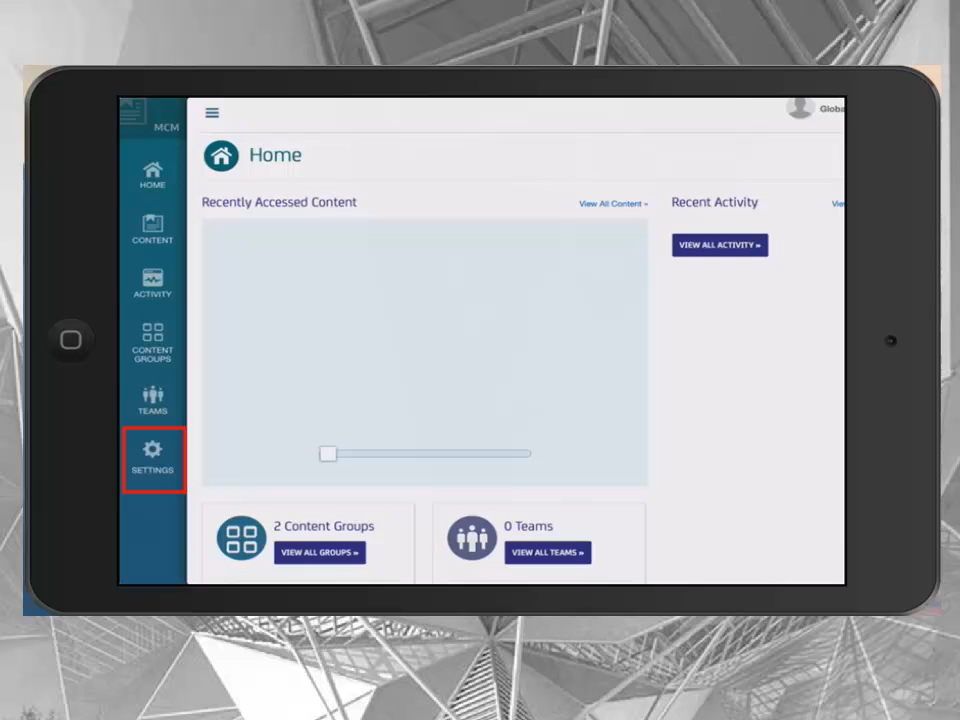 MCM
Global
HOME
Home
Recently Accessed Content
View All Content »
Recent Activity
VIEW ALL ACTIVITY »
CONTENT
ACTIVITY
CONTENT
GROUPS
TEAMS
SETTINGS
2 Content Groups
VIEW ALL GROUPS »
0 Teams
VIEW ALL TEAMS »